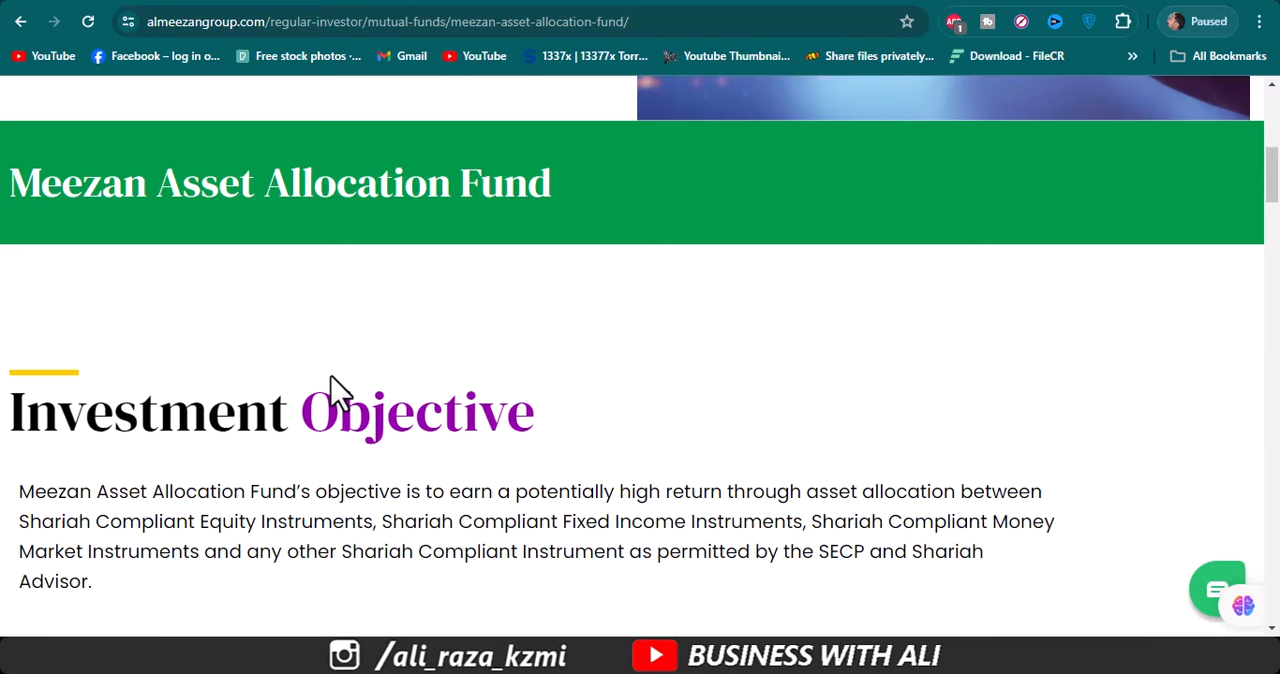 almeezangroup.com/regular-investor/mutual-funds/meezan-asset-allocation-fund/
1
Paused
YouTube
Facebook – log in o...
Free stock photos ·...
Gmail
YouTube
1337x | 13377x Torr...
Youtube Thumbnai...
Share files privately...
Download - FileCR
»
All Bookmarks
Meezan Asset Allocation Fund
Investment Objective
Meezan Asset Allocation Fund’s objective is to earn a potentially high return through asset allocation between
Shariah Compliant Equity Instruments, Shariah Compliant Fixed Income Instruments, Shariah Compliant Money
Market Instruments and any other Shariah Compliant Instrument as permitted by the SECP and Shariah
Advisor.
/ali_raza_kzmi
BUSINESS WITH ALI